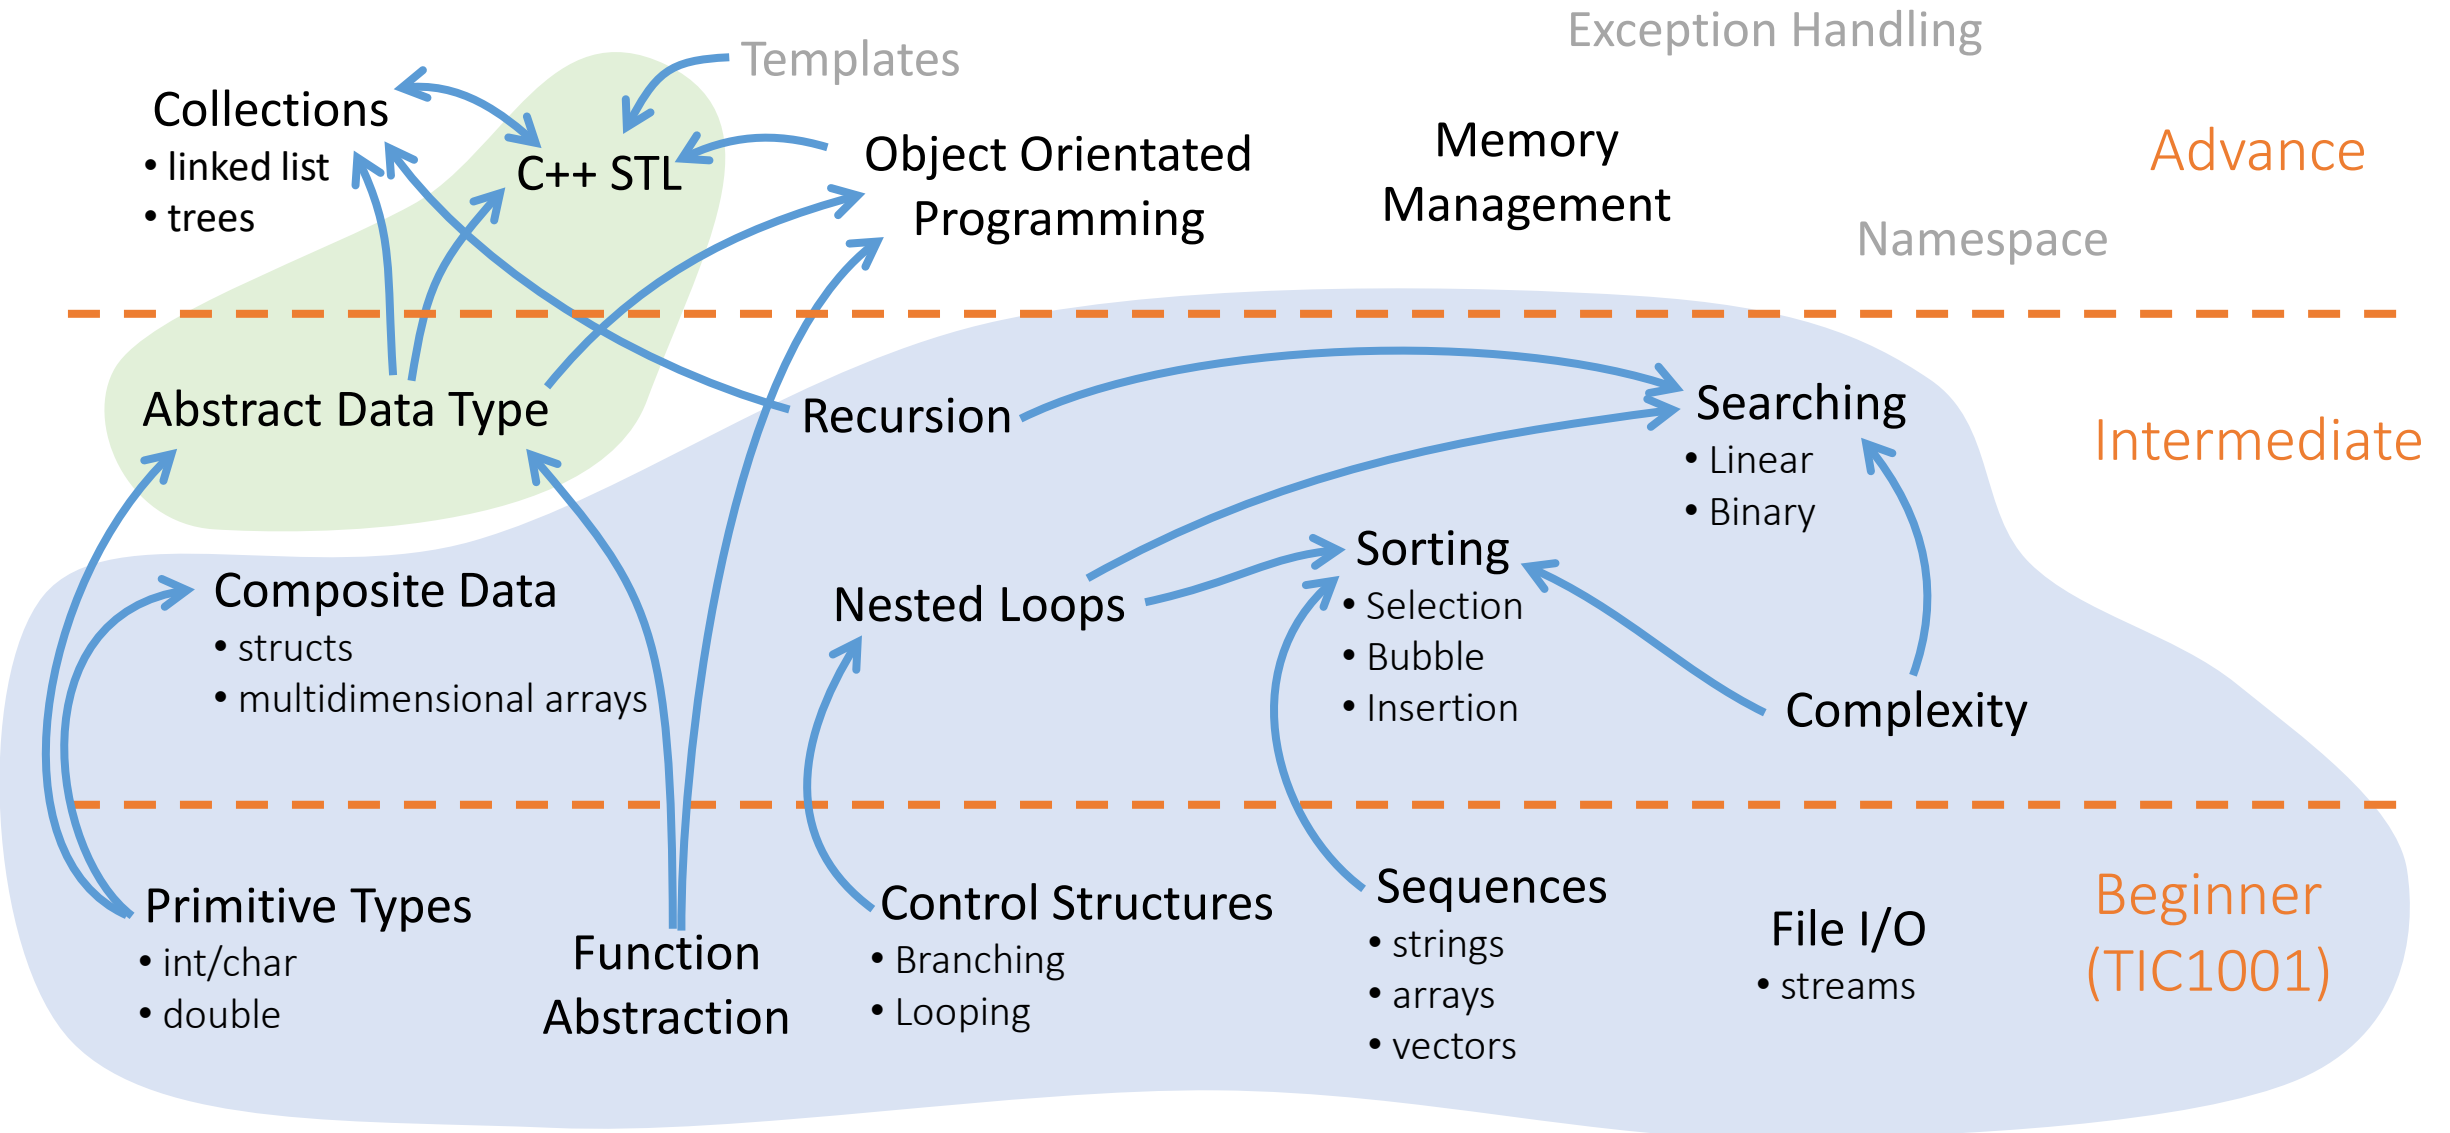 Exception Handling
Templates
Collections
• linked list
• trees
C++ STL
Object Orientated
Programming
Memory
Management
Advance
Namespace
Abstract Data Type
Recursion
Searching
• Linear
• Binary
Intermediate
Composite Data
• structs
• multidimensional arrays
Nested Loops
Sorting
• Selection
• Bubble
• Insertion
Complexity
Primitive Types
• int/char
• double
Function
Abstraction
Control Structures
• Branching
• Looping
Sequences
• strings
• arrays
• vectors
File I/O
• streams
Beginner
(TIC1001)